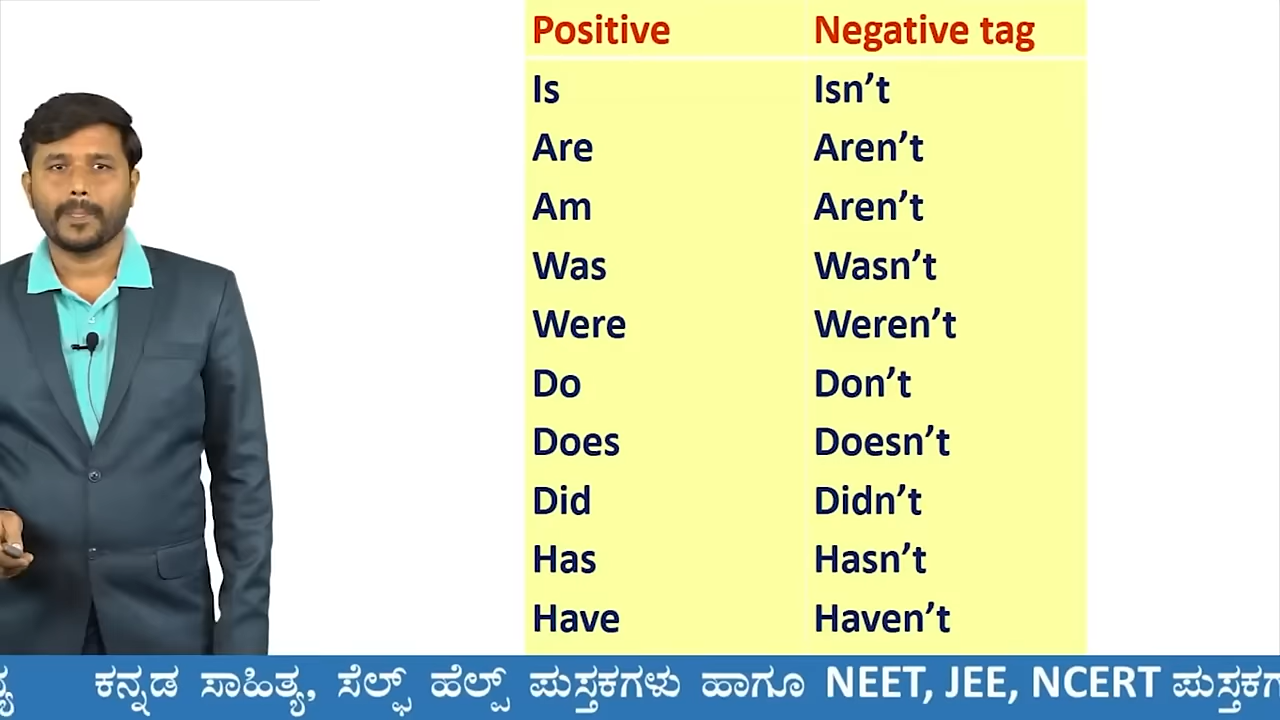 Positive Negative tag
Is Isn’t
Are Aren’t
Am Aren’t
Was Wasn’t
Were Weren’t
Do Don’t
Does Doesn’t
Did Didn’t
Has Hasn’t
Have Haven’t
ಕನ್ನಡ ಸಾಹಿತ್ಯ, ಸೆಲ್ಫ್ ಹೆಲ್ಪ್ ಪುಸ್ತಕಗಳು ಹಾಗೂ NEET, JEE, NCERT